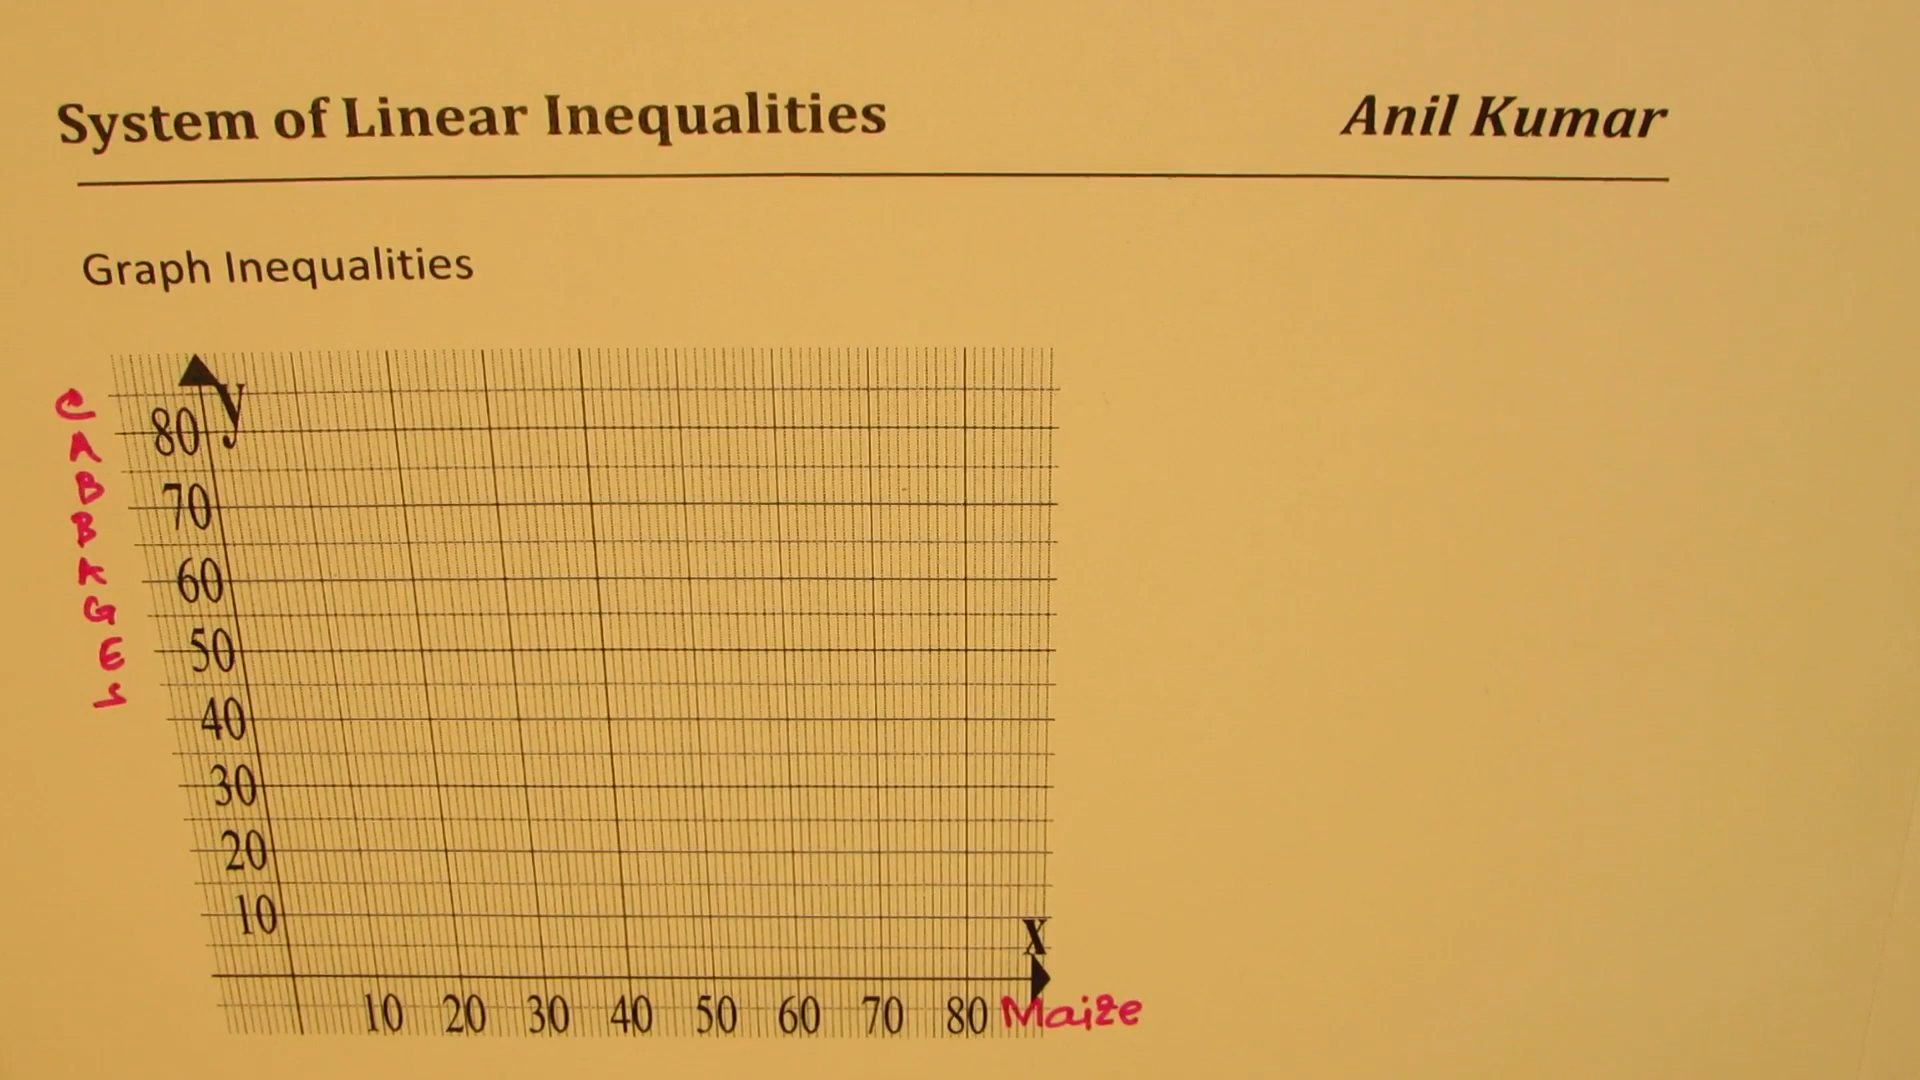 System of Linear Inequalities
Anil Kumar
Graph Inequalities
y
80
70
60
50
40
30
20
10
CABBAGES
x
10 20 30 40 50 60 70 80
Maize